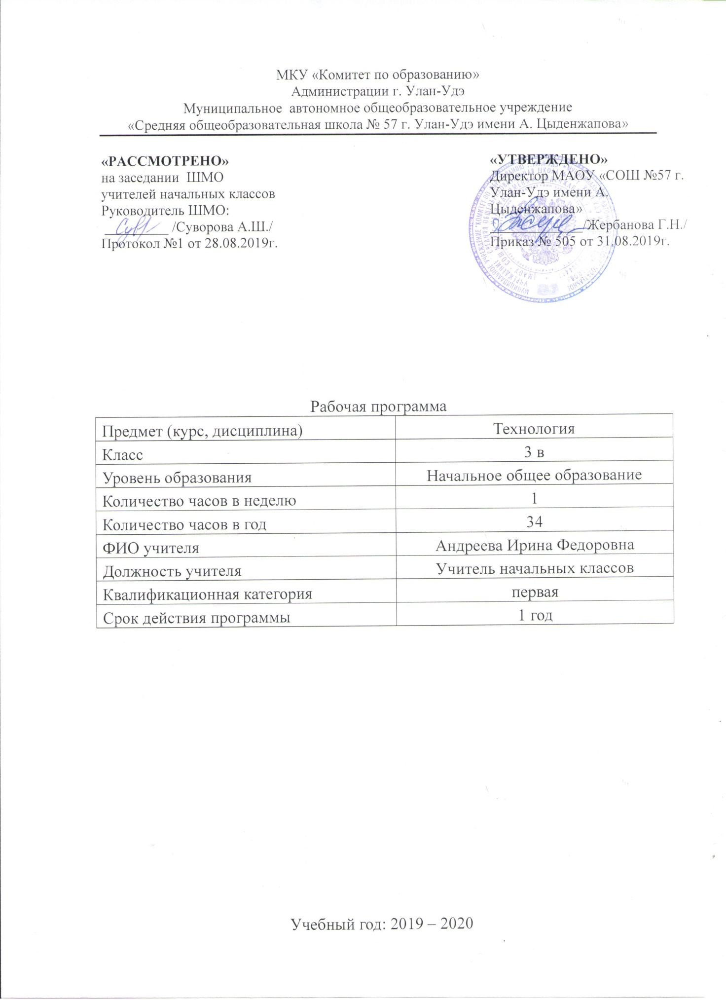 МКУ «Комитет по образованию»
Администрации г. Улан-Удэ
Муниципальное автономное общеобразовательное учреждение
«Средняя общеобразовательная школа № 57 г. Улан-Удэ имени А. Цыденжапова»
«РАССМОТРЕНО»
на заседании ШМО
учителей начальных классов
Руководитель ШМО:
_________ /Суворова А.Ш./
Протокол №1 от 28.08.2019г.
«УТВЕРЖДЕНО»
Директор МАОУ «СОШ №57 г.
Улан-Удэ имени А.
Цыденжапова»
_____________/Жербанова Г.Н./
Приказ № 505 от 31.08.2019г.
Рабочая программа
Предмет (курс, дисциплина) Технология
Класс 3 в
Уровень образования Начальное общее образование
Количество часов в неделю 1
Количество часов в год 34
ФИО учителя Андреева Ирина Федоровна
Должность учителя Учитель начальных классов
Квалификационная категория первая
Срок действия программы 1 год
Учебный год: 2019 – 2020